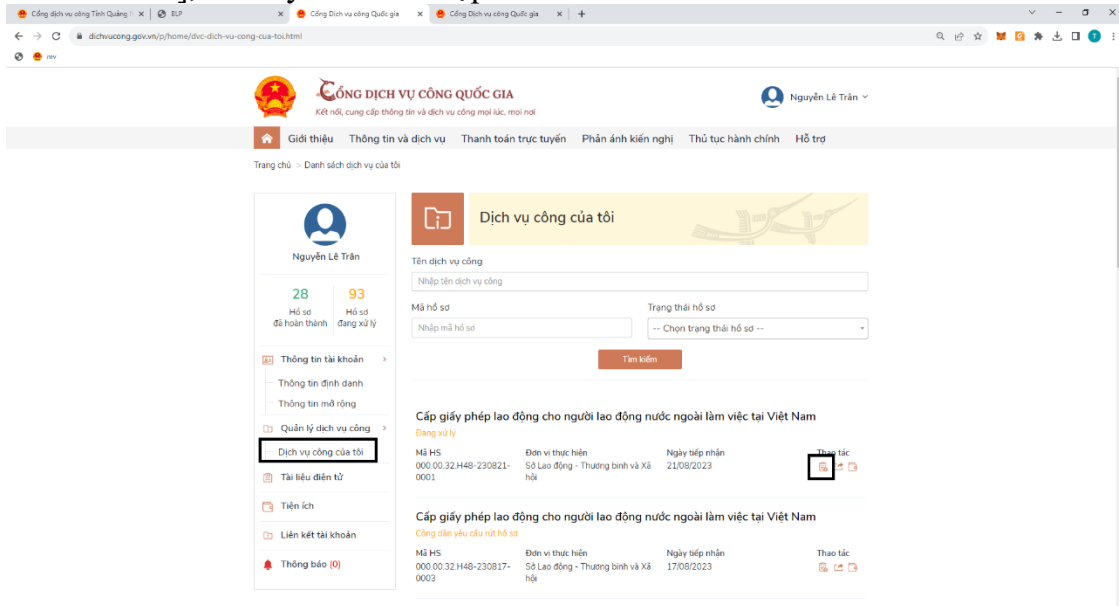 Cổng dịch vụ công Tỉnh Quảng
ELP
Cổng Dịch vụ công Quốc gia
Cổng Dịch vụ công Quốc gia
dichvucong.gov.vn/p/home/dvc-dich-vu-cong-cua-toi.html
CỔNG DỊCH VỤ CÔNG QUỐC GIA
Kết nối, cung cấp thông tin và dịch vụ công mọi lúc, mọi nơi
Nguyễn Lê Trân
Giới thiệu Thông tin và dịch vụ Thanh toán trực tuyến Phản ánh kiến nghị Thủ tục hành chính Hỗ trợ
Trang chủ > Danh sách dịch vụ của tôi
Nguyễn Lê Trân
28 93
Hồ sơ Hồ sơ
đã hoàn thành đang xử lý
Thông tin tài khoản
Thông tin định danh
Thông tin mở rộng
Quản lý dịch vụ công
Dịch vụ công của tôi
Tài liệu điện tử
Tiện ích
Liên kết tài khoản
Thông báo (0)
Dịch vụ công của tôi
Tên dịch vụ công
Nhập tên dịch vụ công
Mã hồ sơ Trạng thái hồ sơ
Nhập mã hồ sơ -- Chọn trạng thái hồ sơ --
Tìm kiếm
Cấp giấy phép lao động cho người lao động nước ngoài làm việc tại Việt Nam
Đang xử lý
Mã HS Đơn vị thực hiện Ngày tiếp nhận Thao tác
000.00.32.H48-230821- Sở Lao động - Thương binh và Xã 21/08/2023
0001 hội
Cấp giấy phép lao động cho người lao động nước ngoài làm việc tại Việt Nam
Công dân yêu cầu rút hồ sơ
Mã HS Đơn vị thực hiện Ngày tiếp nhận Thao tác
000.00.32.H48-230817- Sở Lao động - Thương binh và Xã 17/08/2023
0003 hội